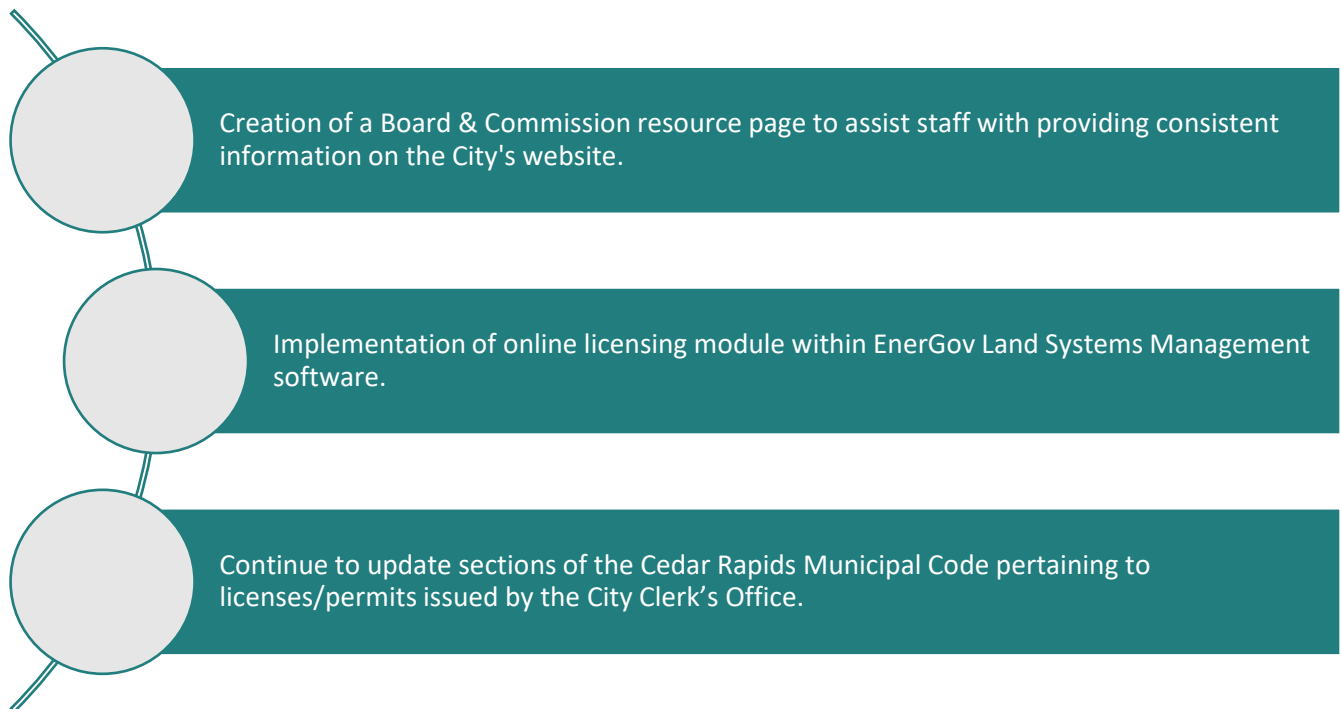 Creation of a Board & Commission resource page to assist staff with providing consistent
information on the City's website.
Implementation of online licensing module within EnerGov Land Systems Management
software.
Continue to update sections of the Cedar Rapids Municipal Code pertaining to
licenses/permits issued by the City Clerk’s Office.